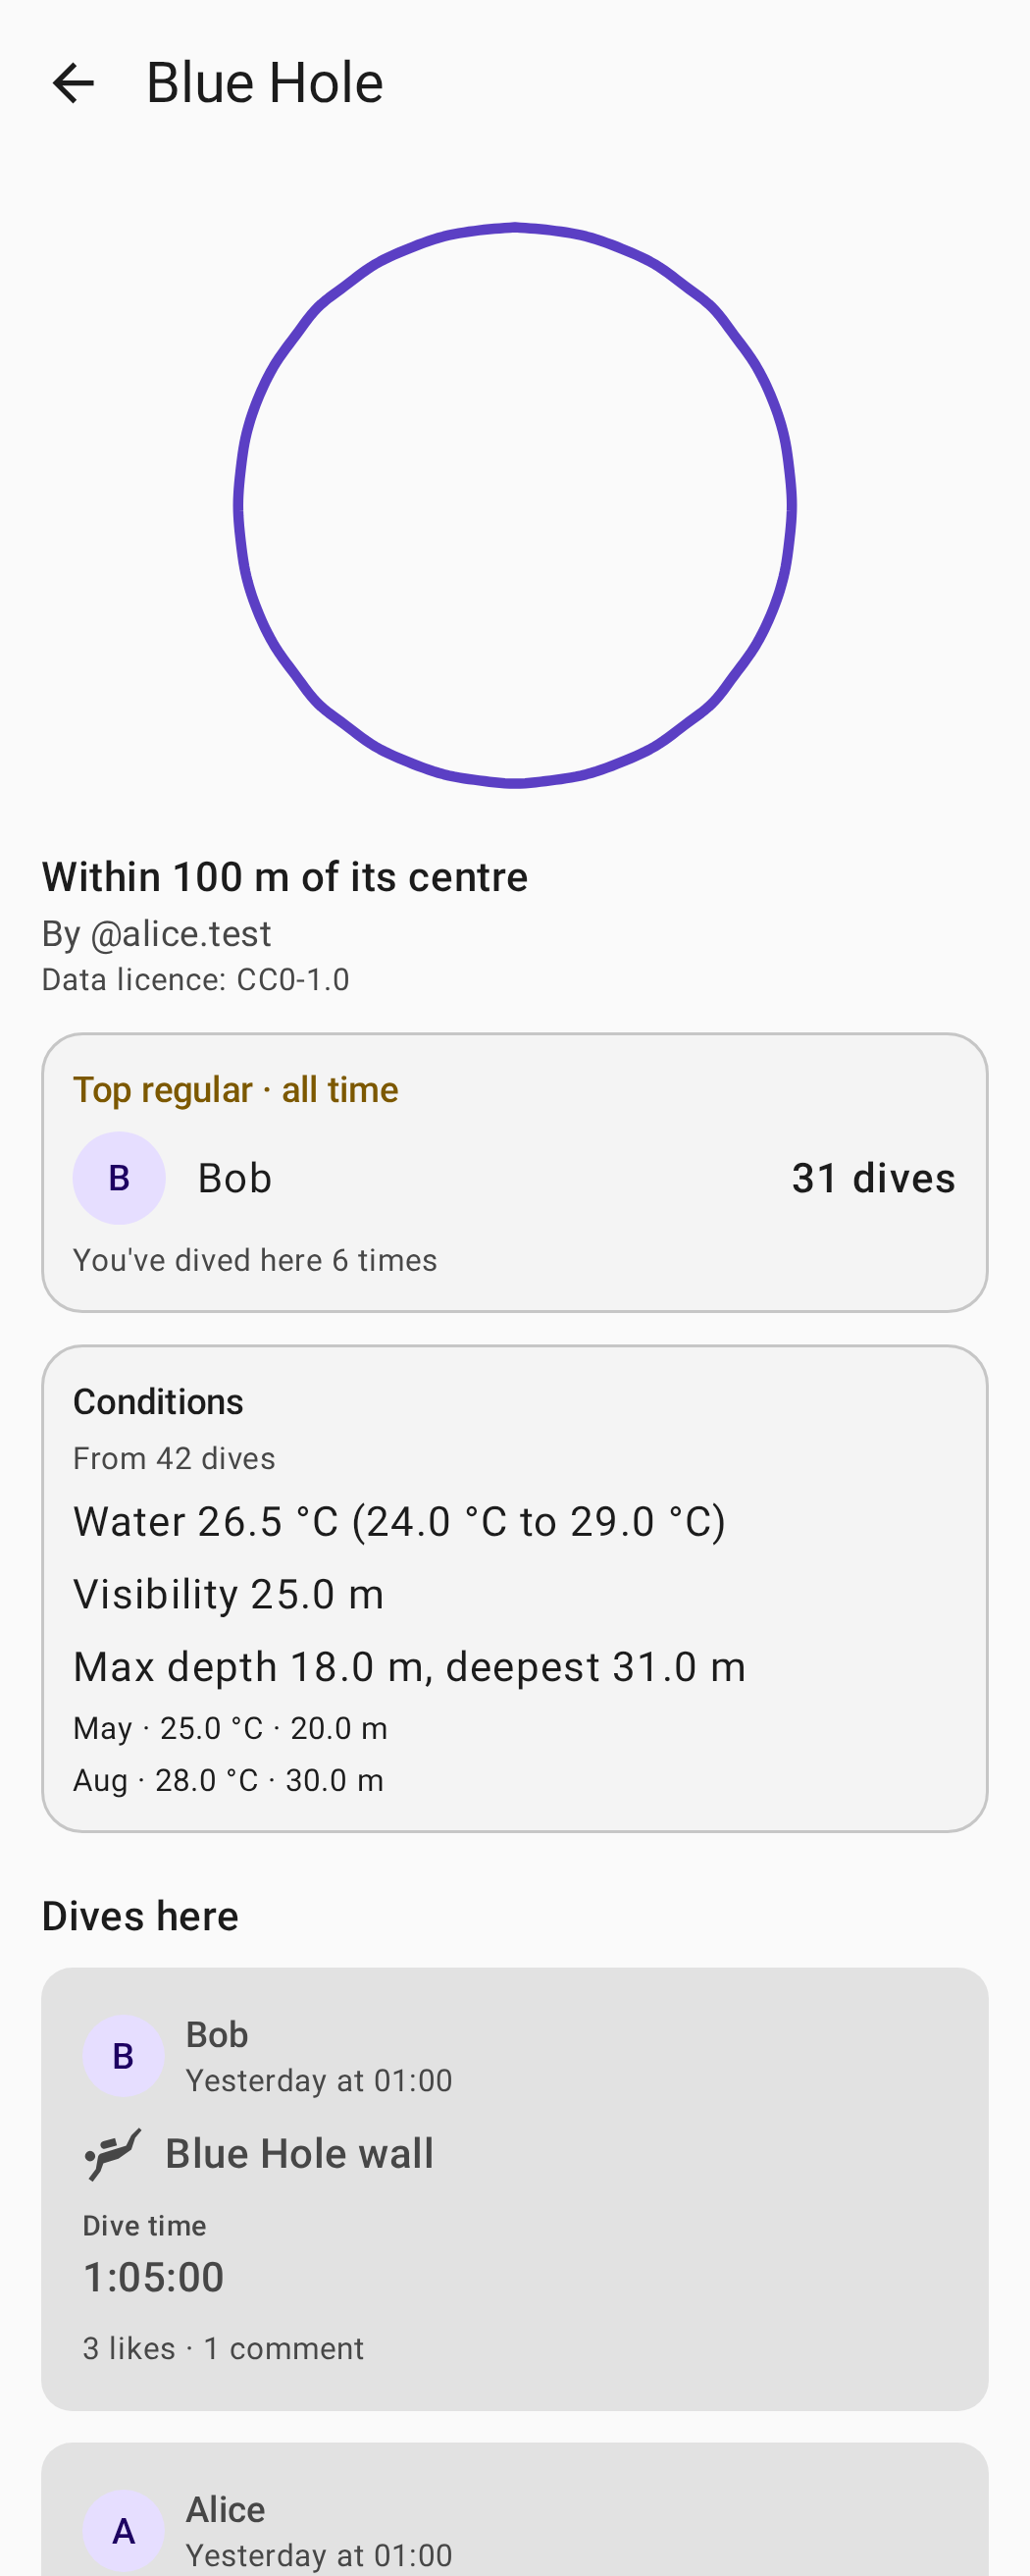 Blue Hole
Within 100 m of its centre
By @alice.test
Data licence: CC0-1.0
Top regular · all time
B
Bob
31 dives
You've dived here 6 times
Conditions
From 42 dives
Water 26.5 °C (24.0 °C to 29.0 °C)
Visibility 25.0 m
Max depth 18.0 m, deepest 31.0 m
May · 25.0 °C · 20.0 m
Aug · 28.0 °C · 30.0 m
Dives here
B
Bob
Yesterday at 01:00
Blue Hole wall
Dive time
1:05:00
3 likes · 1 comment
A
Alice
Yesterday at 01:00